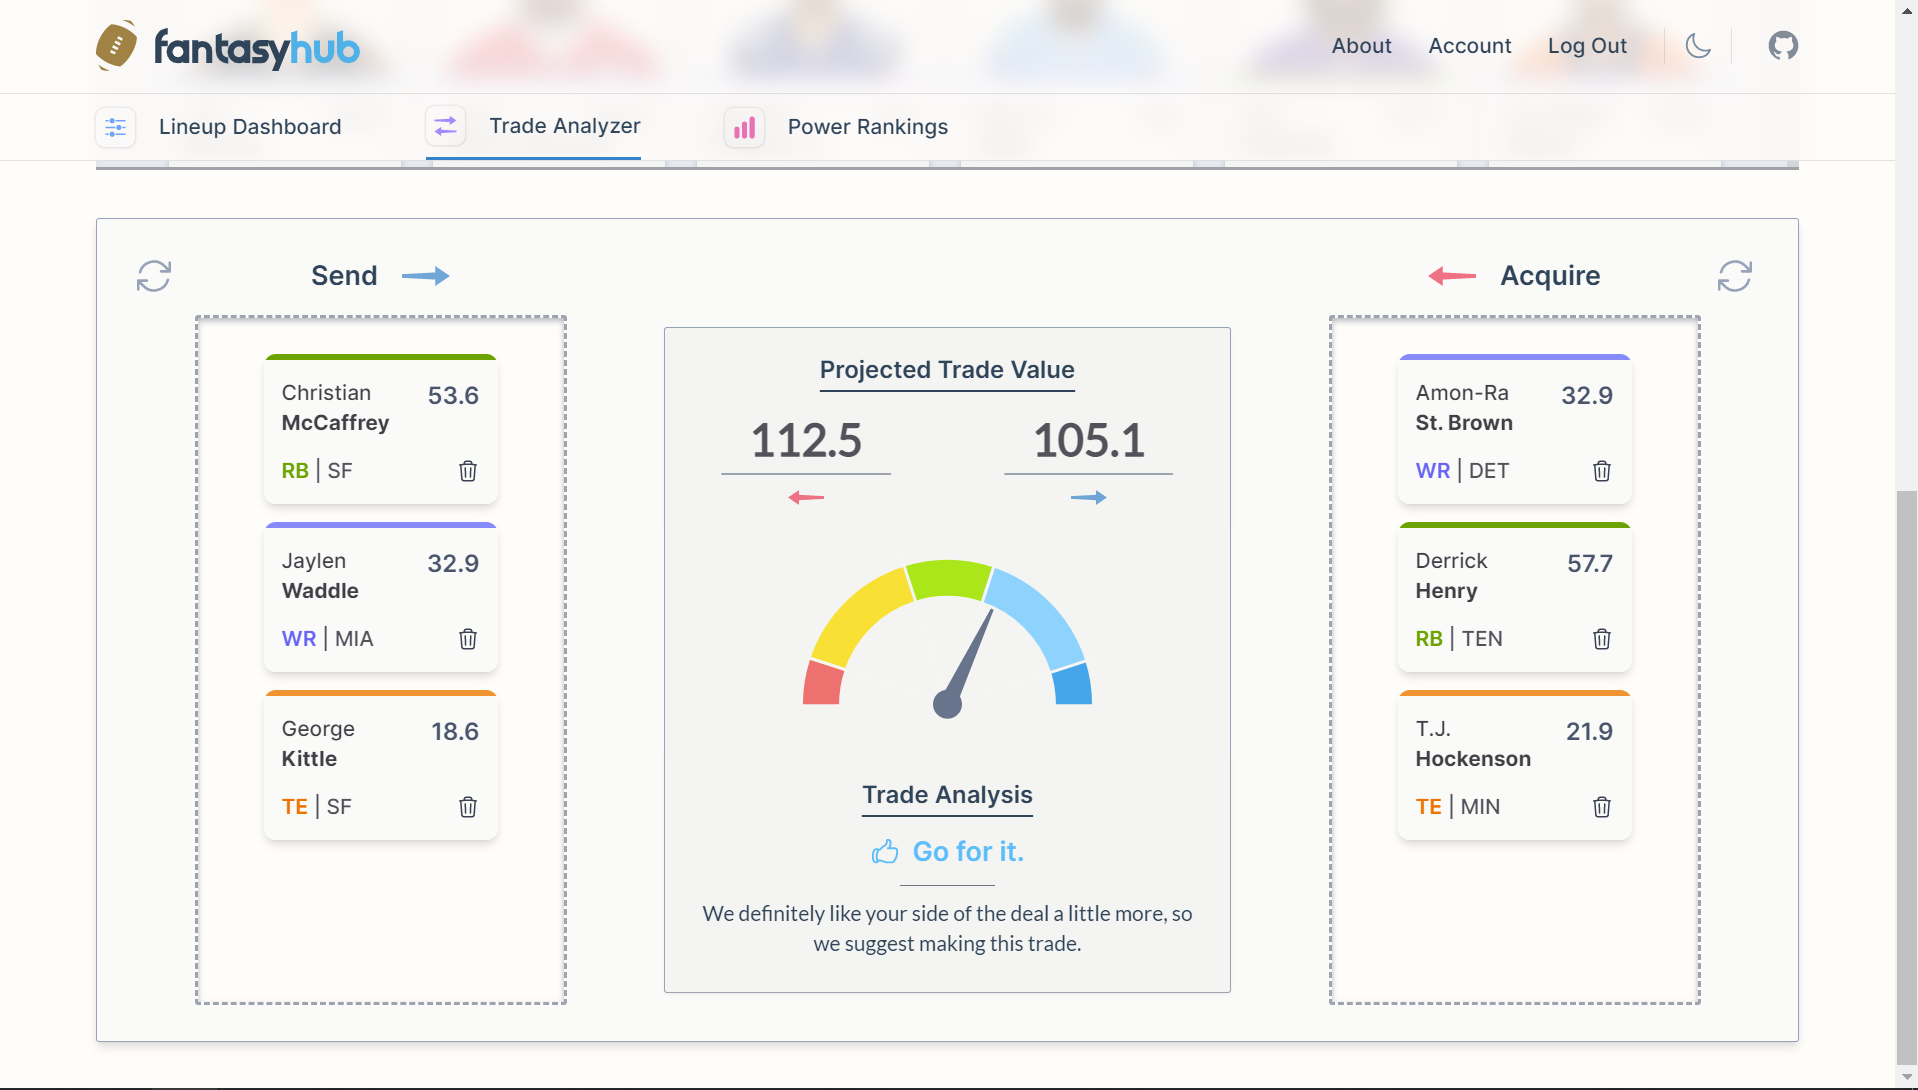 fantasyhub
About
Account
Log Out
Lineup Dashboard
Trade Analyzer
Power Rankings
Send
Acquire
Christian
McCaffrey
53.6
RB | SF
Jaylen
Waddle
32.9
WR | MIA
George
Kittle
18.6
TE | SF
Projected Trade Value
112.5
105.1
Trade Analysis
Go for it.
We definitely like your side of the deal a little more, so
we suggest making this trade.
Amon-Ra
St. Brown
32.9
WR | DET
Derrick
Henry
57.7
RB | TEN
T.J.
Hockenson
21.9
TE | MIN